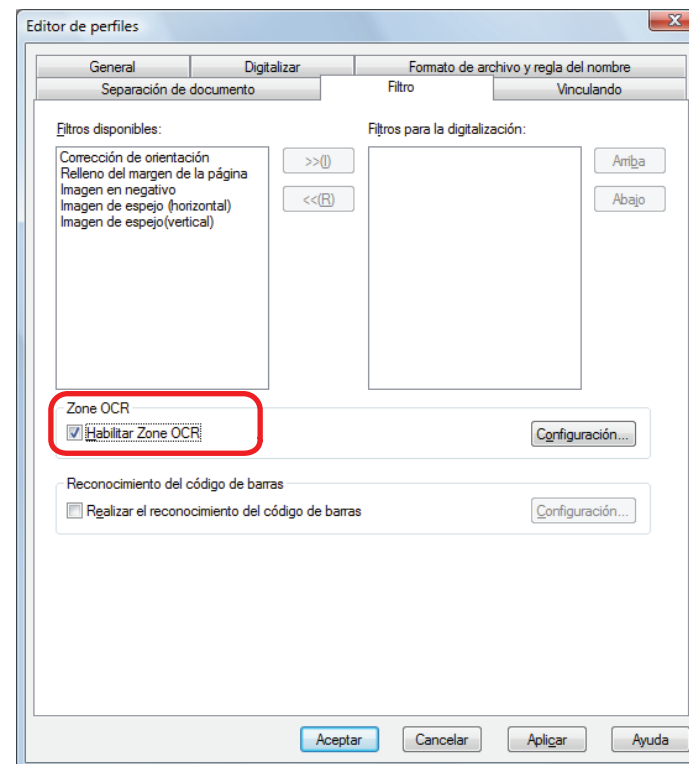 Editor de perfiles
General Digitalizar Formato de archivo y regla del nombre
Separación de documento Filtro Vinculando
Filtros disponibles: Filtros para la digitalización:
Corrección de orientación
Relleno del margen de la página
Imagen en negativo
Imagen de espejo (horizontal)
Imagen de espejo(vertical)
>>(I)
<<(R)
Arriba
Abajo
Zone OCR
Habilitar Zone OCR Configuración...
Reconocimiento del código de barras
Realizar el reconocimiento del código de barras Configuración...
Aceptar Cancelar Aplicar Ayuda